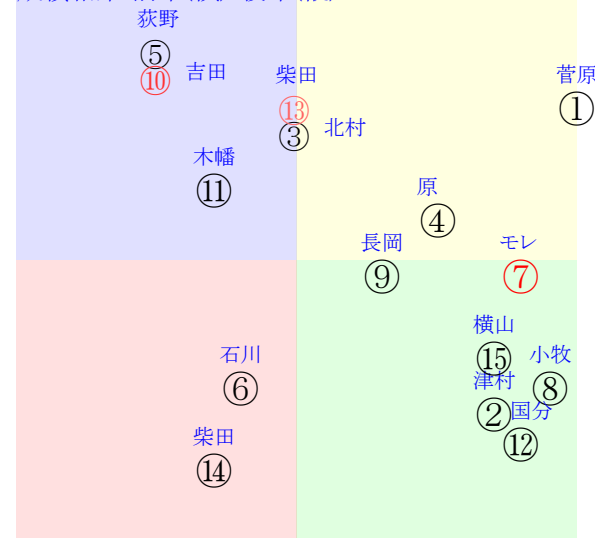 荻野
⑤
⑩ 吉田
柴田
菅原
⑬
①
③ 北村
木幡
⑪
原
④
長岡
モレ
⑨
⑦
横山
⑮
石川
小牧
⑥
津村
⑧
② 国分
柴田
⑫
⑭